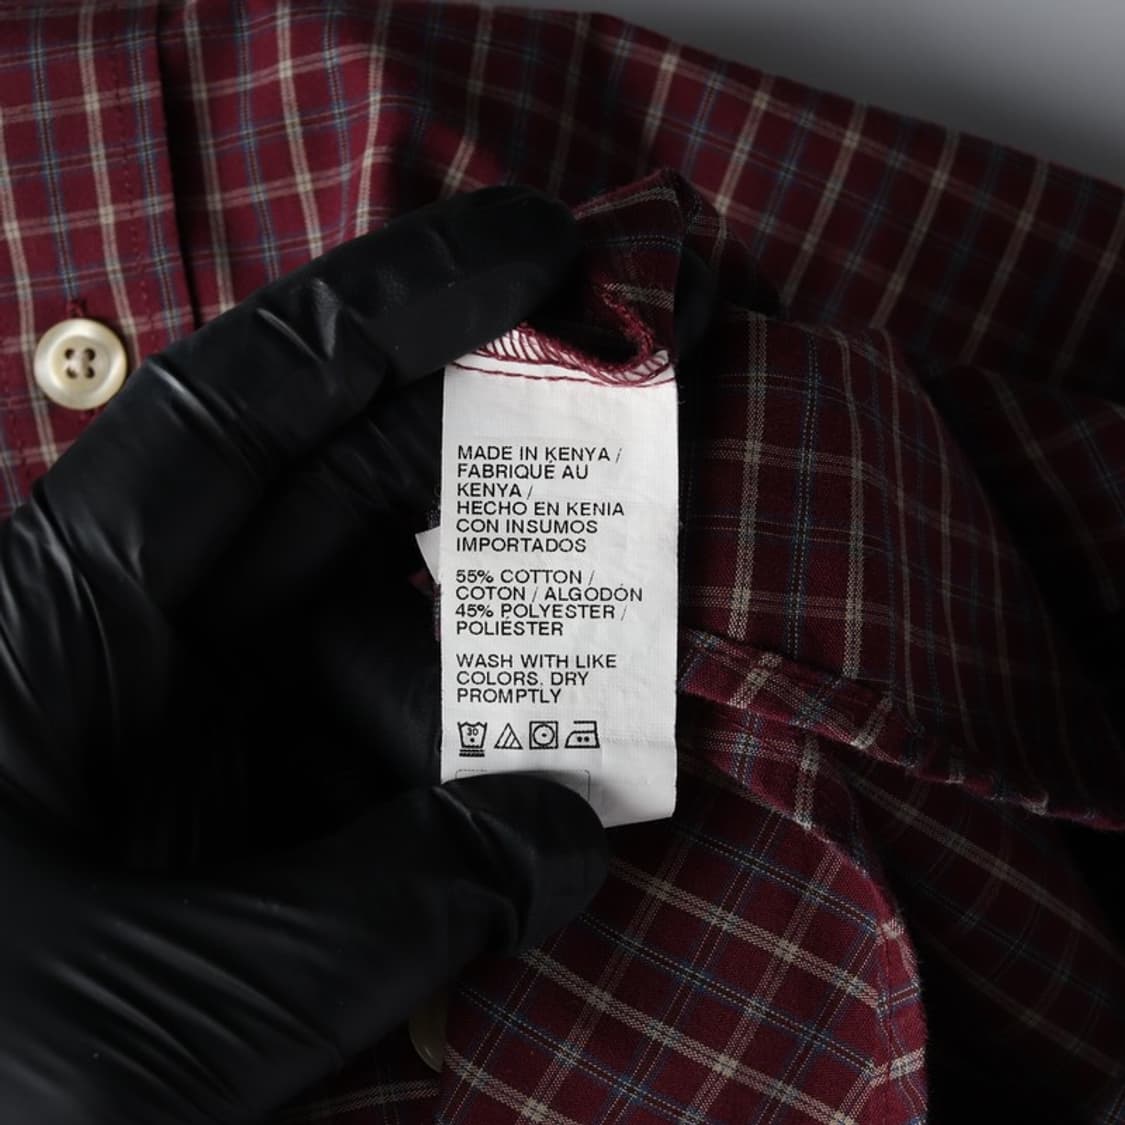 MADE IN KENYA /
FABRIQUÉ AU
KENYA /
HECHO EN KENIA
CON INSUMOS
IMPORTADOS
55% COTTON /
COTON / ALGODÓN
45% POLYESTER /
POLIÉSTER
WASH WITH LIKE
COLORS, DRY
PROMPTLY
30